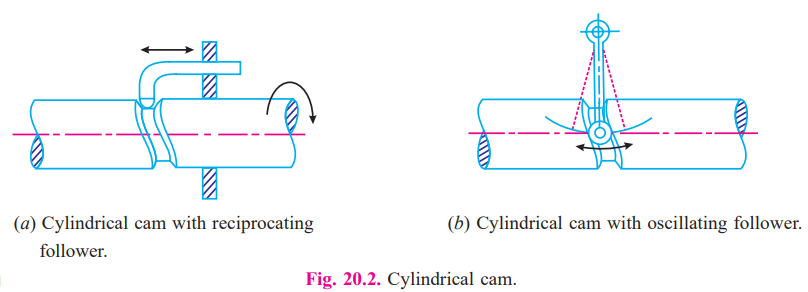 (a) Cylindrical cam with reciprocating
follower.
(b) Cylindrical cam with oscillating follower.
Fig. 20.2. Cylindrical cam.